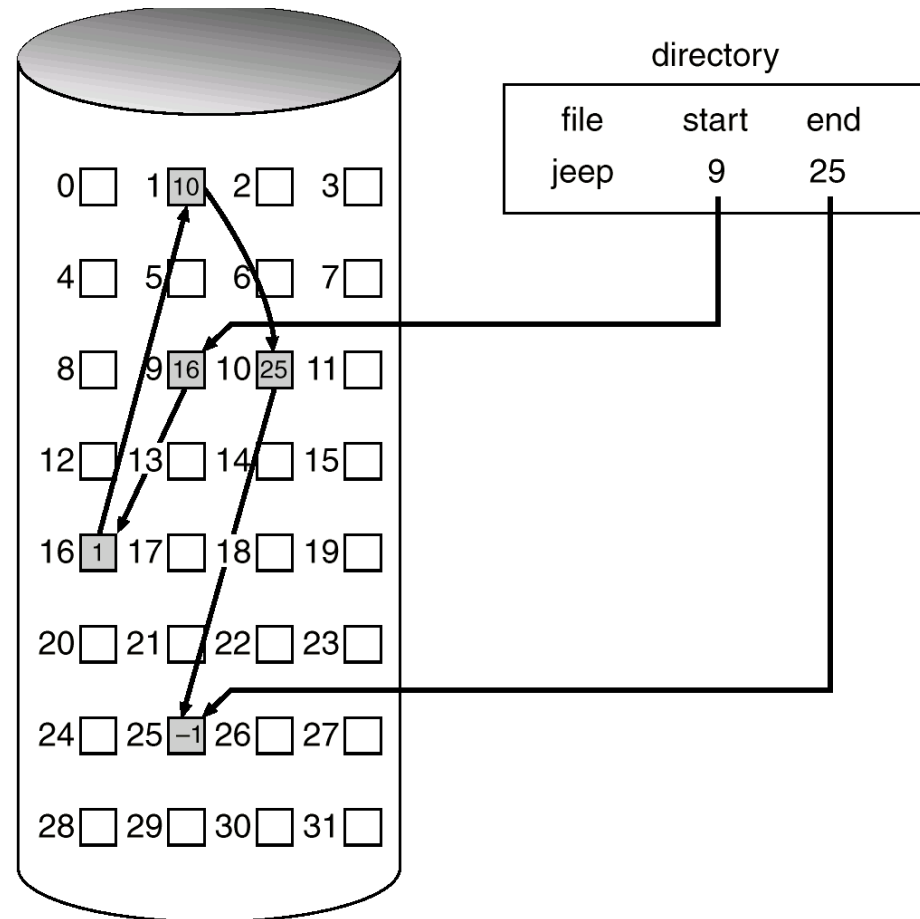 directory
file start end
jeep 9 25
0 1 10 2 3
4 5 6 7
8 9 16 10 25 11
12 13 14 15
16 1 17 18 19
20 21 22 23
24 25 –1 26 27
28 29 30 31